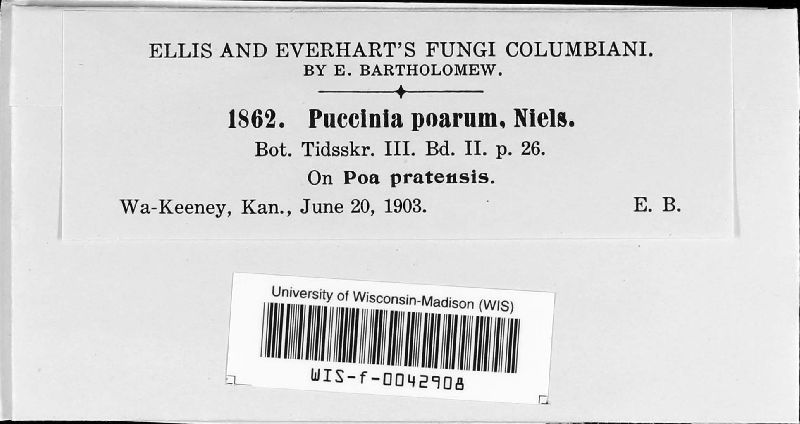 ELLIS AND EVERHART'S FUNGI COLUMBIANI.
BY E. BARTHOLOMEW.
1862. Puccinia poarum, Niels.
Bot. Tidsskr. III. Bd. II. p. 26.
On Poa pratensis.
Wa-Keeney, Kan., June 20, 1903. E. B.
University of Wisconsin-Madison (WIS)
WIS-f-0042908